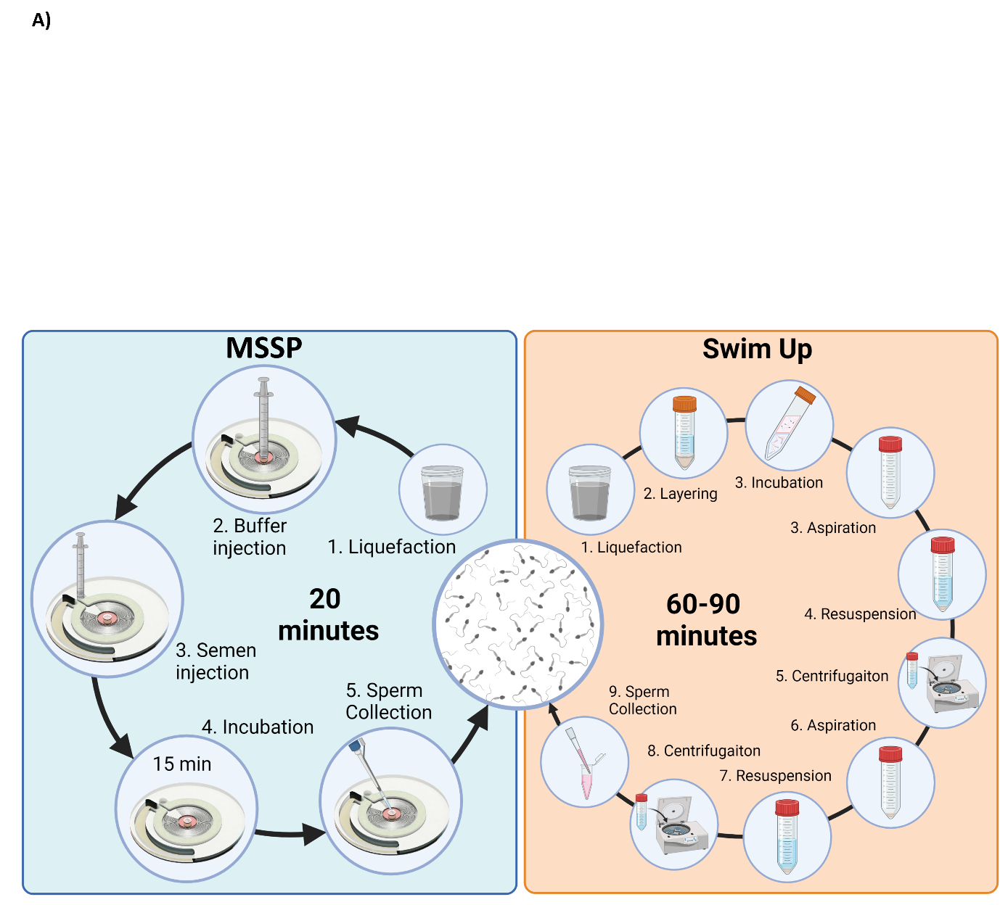 A)
MSSP
2. Buffer
injection
1. Liquefaction
20
minutes
3. Semen
injection
5. Sperm
Collection
4. Incubation
15 min
Swim Up
2. Layering
3. Incubation
3. Aspiration
1. Liquefaction
60-90
minutes
4. Resuspension
5. Centrifugaiton
9. Sperm
Collection
6. Aspiration
8. Centrifugaiton
7. Resuspension